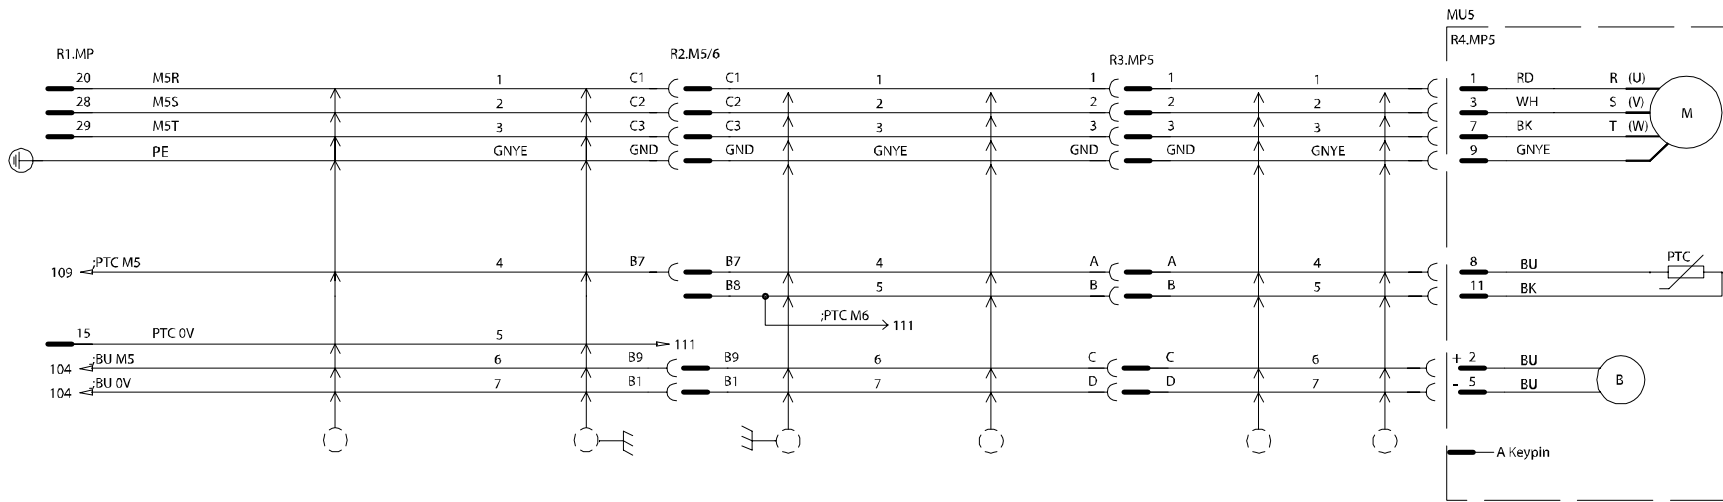 MU5
R1.MP R2.M5/6 R3.MP5 R4.MP5
20 M5R 1 C1 C1 1 1 1 1 1 RD R (U)
28 M5S 2 C2 C2 2 2 2 2 3 WH S (V)
29 M5T 3 C3 C3 3 3 3 3 7 BK T (W)
M
PE GNYE GND GND GNYE GND GND GNYE 9 GNYE
109 ;PTC M5 4 B7 B7 4 A A 4 8 BU PTC
B8 5 B B 5 11 BK
;PTC M6 111
15 PTC 0V 5 111
104 ;BU M5 6 B9 B9 6 C C 6 + 2 BU
104 ;BU 0V 7 B1 B1 7 D D 7 - 5 BU
B
A Keypin